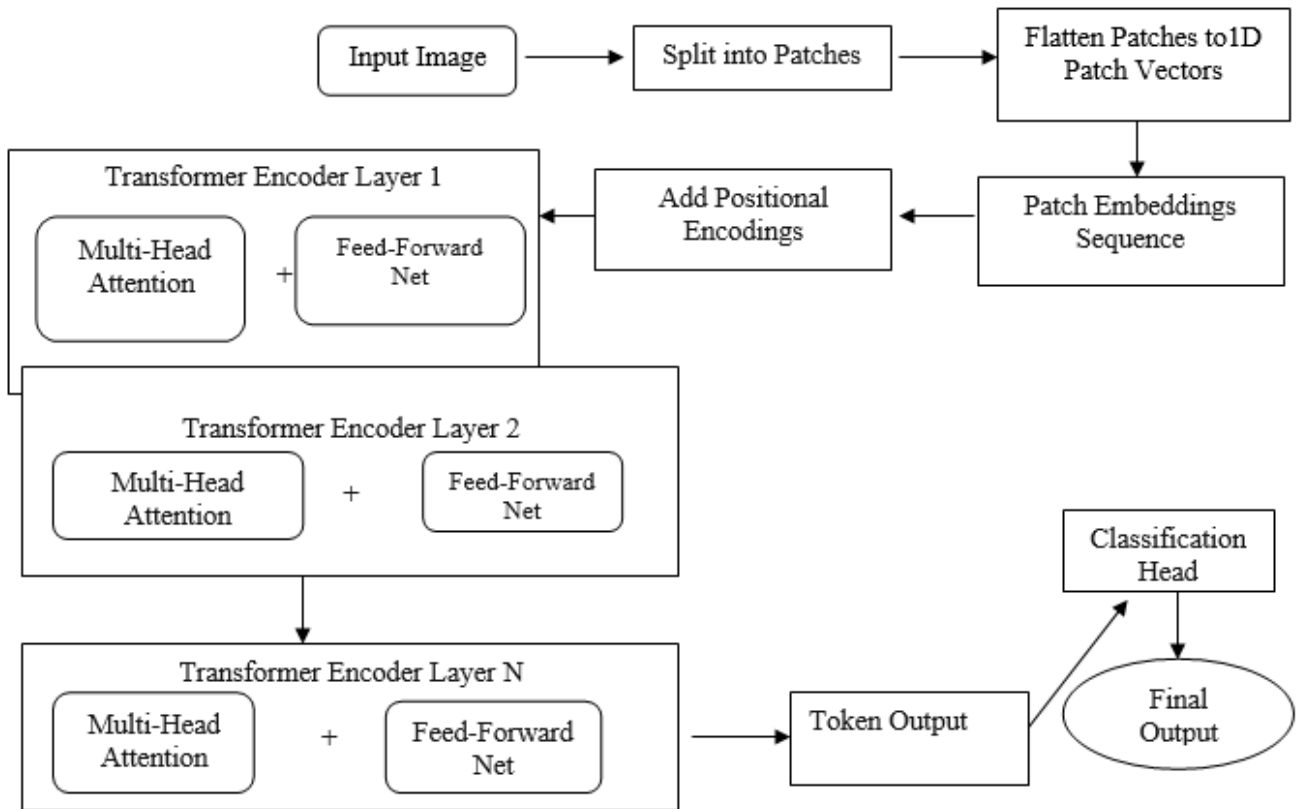 Input Image
Split into Patches
Flatten Patches to1D
Patch Vectors
Patch Embeddings
Sequence
Add Positional
Encodings
Transformer Encoder Layer 1
Multi-Head
Attention
+
Feed-Forward
Net
Transformer Encoder Layer 2
Multi-Head
Attention
+
Feed-Forward
Net
Transformer Encoder Layer N
Multi-Head
Attention
+
Feed-Forward
Net
Token Output
Classification
Head
Final
Output